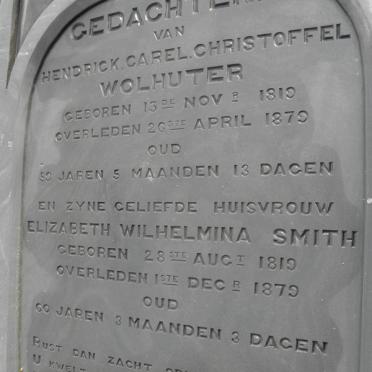 VAN
HENDRICK.CAREL.CHRISTOFFEL
WOLHUTER
GEBOREN 13DE NOVR 1819
OVERLEDEN 26STE APRIL 1879
OUD
59 JAREN 5 MAANDEN 13 DAGEN
EN ZYNE GELIEFDE HUISVROUW
ELIZABETH WILHELMINA SMITH
GEBOREN 28STE AUGT 1819
OVERLEDEN 1STE DECR 1879
OUD
60 JAREN 3 MAANDEN 3 DAGEN
RUST DAN ZACHT
U